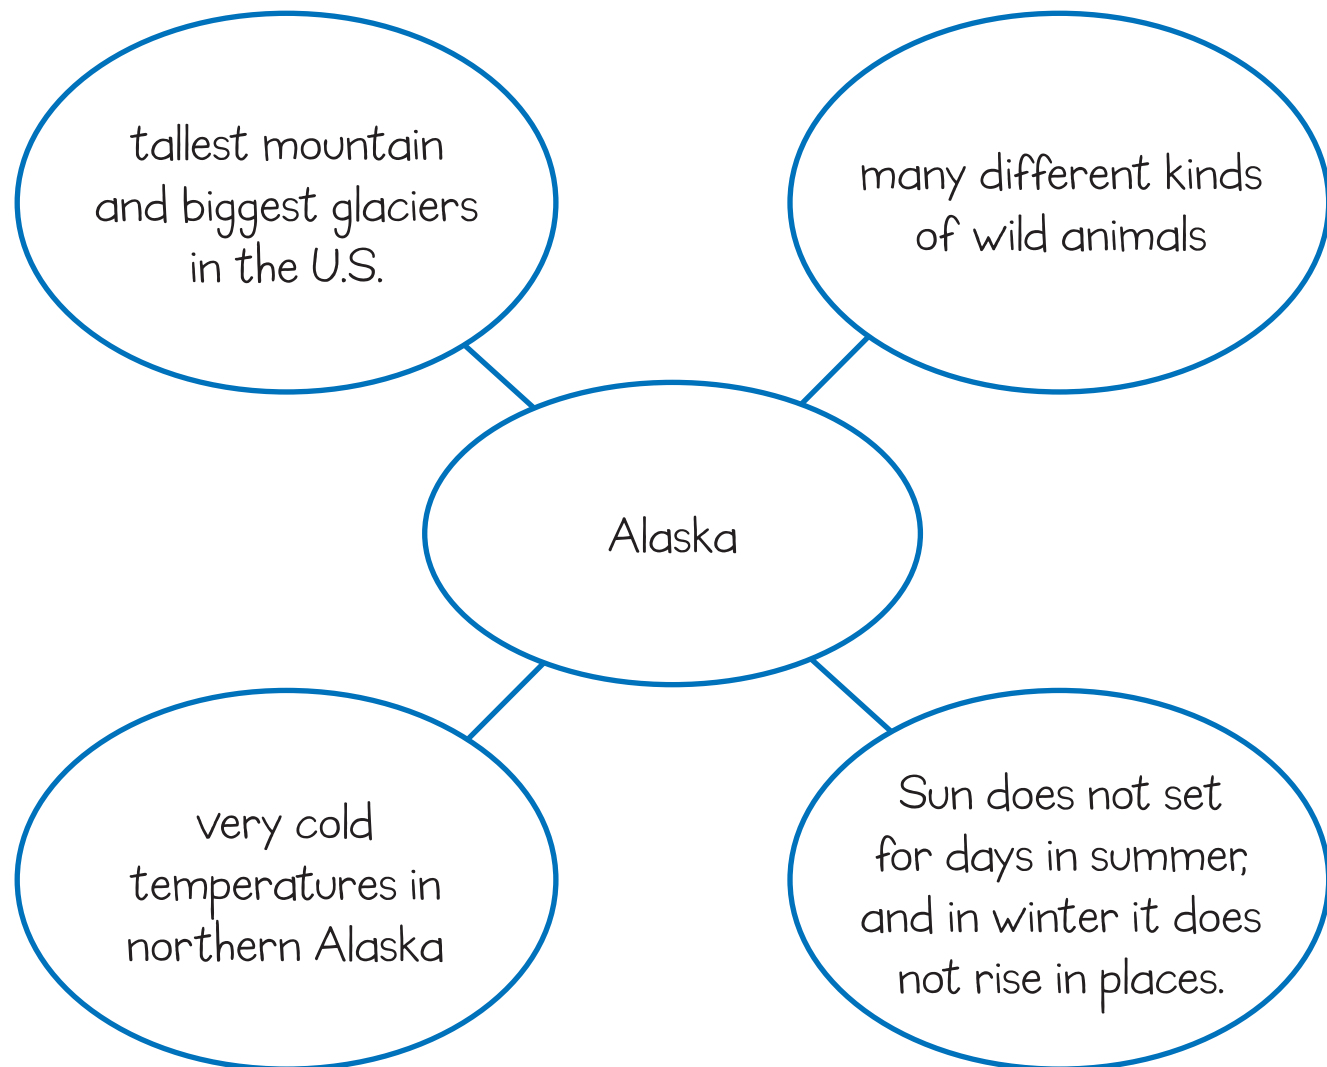 tallest mountain
and biggest glaciers
in the U.S.
many different kinds
of wild animals
Alaska
very cold
temperatures in
northern Alaska
Sun does not set
for days in summer,
and in winter it does
not rise in places.